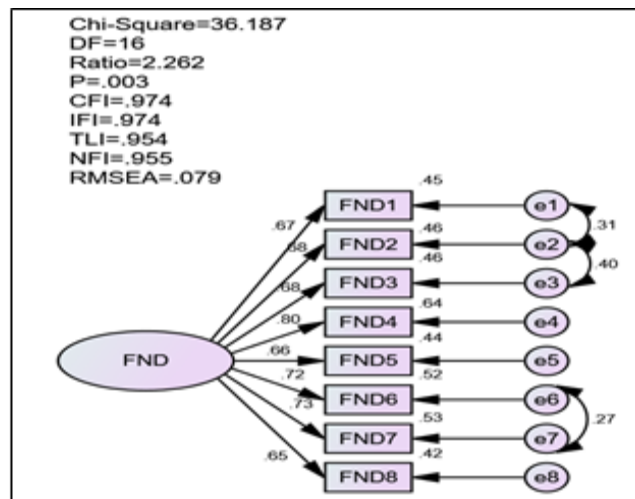 Chi-Square=36.187
DF=16
Ratio=2.262
P=.003
CFI=.974
IFI=.974
TLI=.954
NFI=.955
RMSEA=.079
.45
.67 FND1 e1
.31
.46
.68 FND2 e2
.46
.40
.68 FND3 e3
.64
.80 FND4 e4
.44
FND .66 FND5 e5
.52
.72 FND6 e6
.27
.73 FND7 .53 e7
.42
.65 FND8 e8